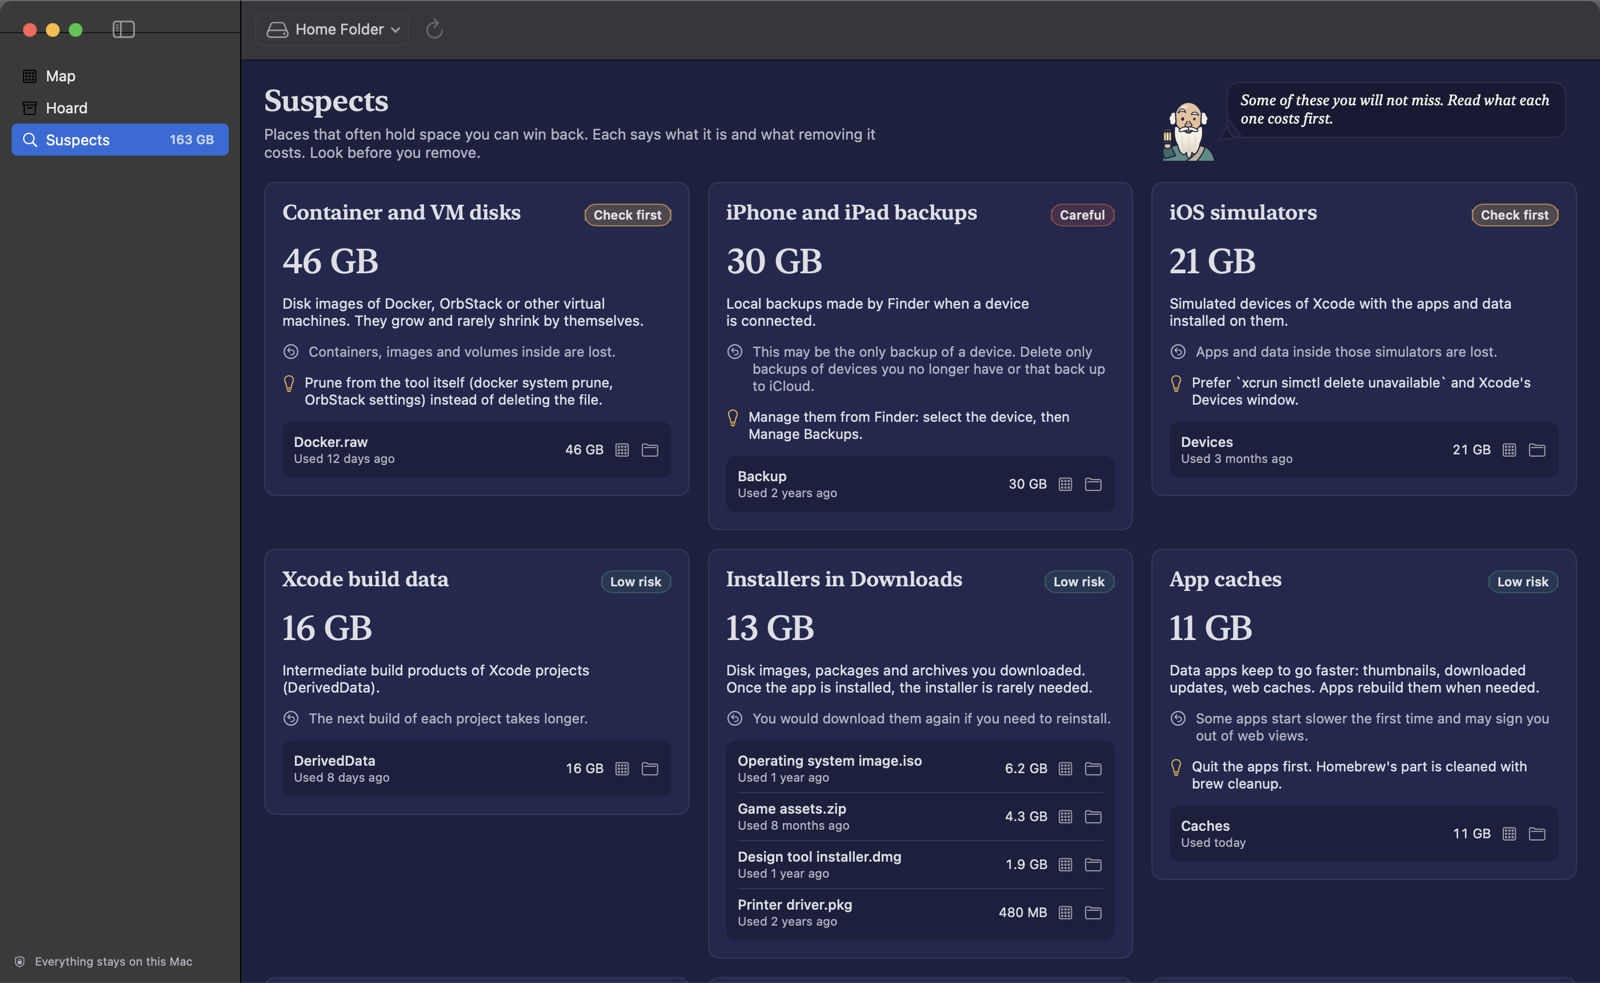 Home Folder
Map
Hoard
Suspects 163 GB
Everything stays on this Mac
Suspects
Places that often hold space you can win back. Each says what it is and what removing it
costs. Look before you remove.
Some of these you will not miss. Read what each
one costs first.
Container and VM disks
Check first
46 GB
Disk images of Docker, OrbStack or other virtual
machines. They grow and rarely shrink by themselves.
Containers, images and volumes inside are lost.
Prune from the tool itself (docker system prune,
OrbStack settings) instead of deleting the file.
Docker.raw
Used 12 days ago
46 GB
iPhone and iPad backups
Careful
30 GB
Local backups made by Finder when a device
is connected.
This may be the only backup of a device. Delete only
backups of devices you no longer have or that back up
to iCloud.
Manage them from Finder: select the device, then
Manage Backups.
Backup
Used 2 years ago
30 GB
iOS simulators
Check first
21 GB
Simulated devices of Xcode with the apps and data
installed on them.
Apps and data inside those simulators are lost.
Prefer `xcrun simctl delete unavailable` and Xcode's
Devices window.
Devices
Used 3 months ago
21 GB
Xcode build data
Low risk
16 GB
Intermediate build products of Xcode projects
(DerivedData).
The next build of each project takes longer.
DerivedData
Used 8 days ago
16 GB
Installers in Downloads
Low risk
13 GB
Disk images, packages and archives you downloaded.
Once the app is installed, the installer is rarely needed.
You would download them again if you need to reinstall.
Operating system image.iso
Used 1 year ago
6.2 GB
Game assets.zip
Used 8 months ago
4.3 GB
Design tool installer.dmg
Used 1 year ago
1.9 GB
Printer driver.pkg
Used 2 years ago
480 MB
App caches
Low risk
11 GB
Data apps keep to go faster: thumbnails, downloaded
updates, web caches. Apps rebuild them when needed.
Some apps start slower the first time and may sign you
out of web views.
Quit the apps first. Homebrew's part is cleaned with
brew cleanup.
Caches
Used today
11 GB